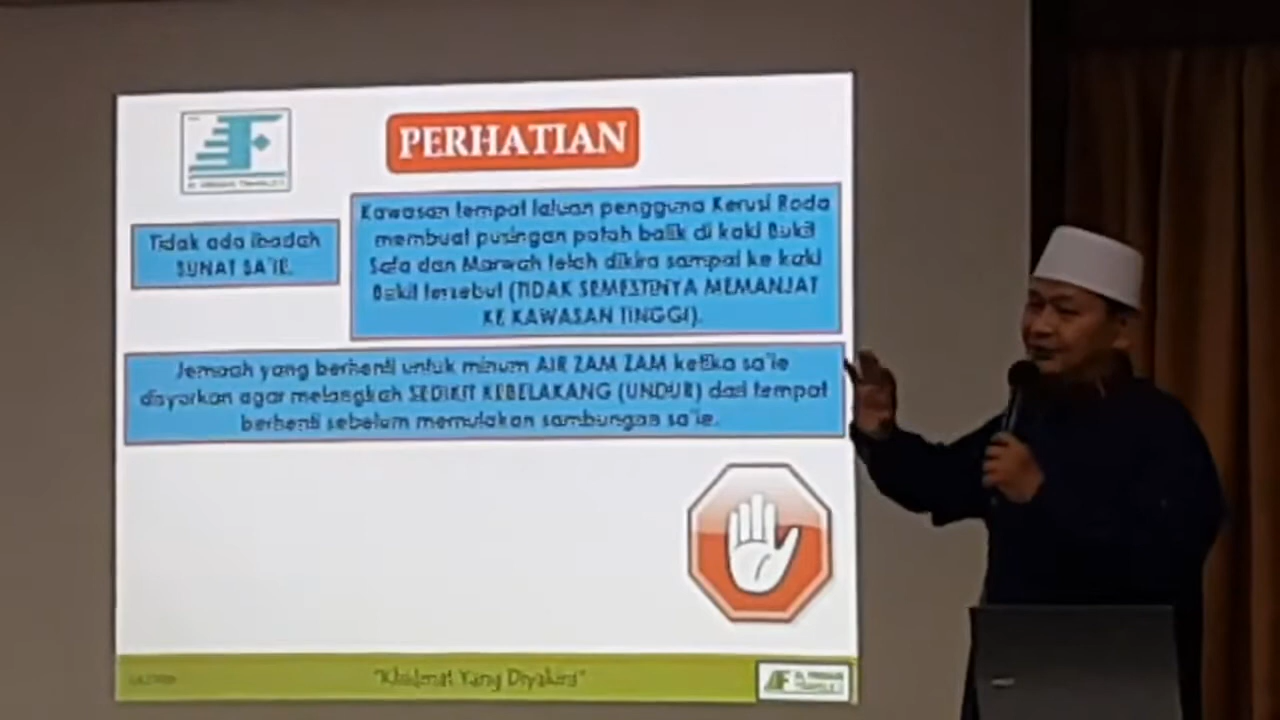 PERHATIAN
Tidak ada ibadah
SUNAT SA'IE.
Kawasan tempat laluan pengguna Kerusi Roda
membuat pusingan patah balik di kaki Bukit
Safa dan Marwah telah dikira sampai ke kaki
Bukit tersebut (TIDAK SEMESTINYA MEMANJAT
KE KAWASAN TINGGI).
Jemaah yang berhenti untuk minum AIR ZAM ZAM ketika sa'ie
disyorkan agar melangkah SEDIKIT KEBELAKANG (UNDUR) dari tempat
berhenti sebelum memulakan sambungan sa'ie.
"Khidmat Yang Diyakini"